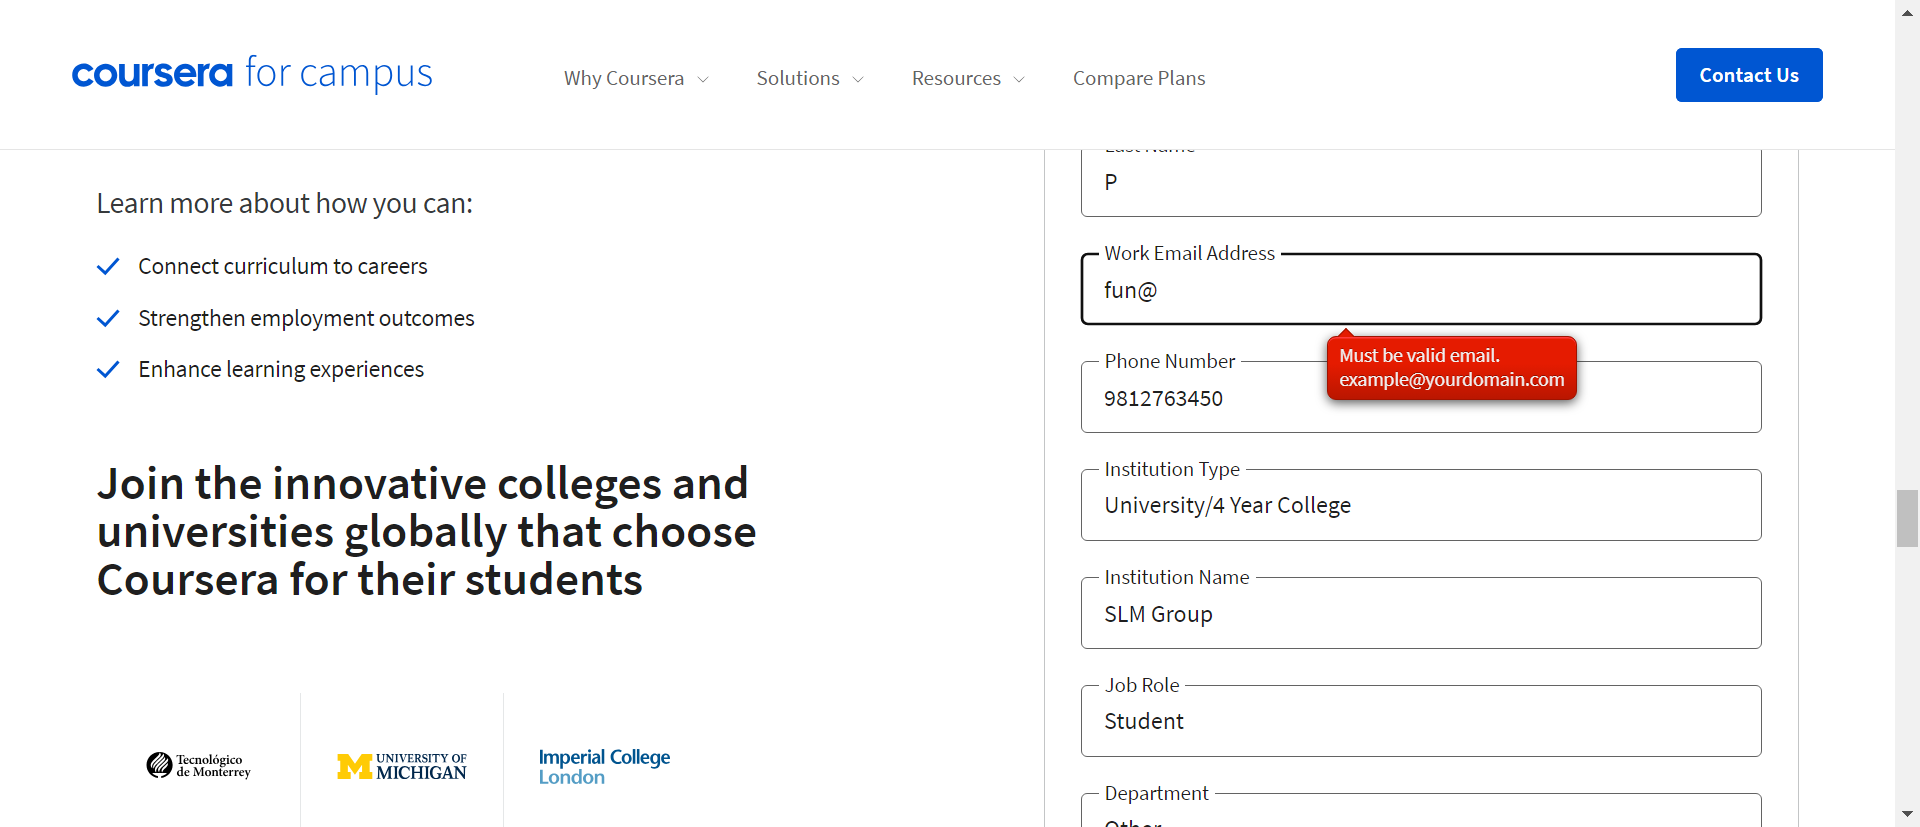 coursera for campus
Why Coursera
Solutions
Resources
Compare Plans
Contact Us
Learn more about how you can:
Connect curriculum to careers
Strengthen employment outcomes
Enhance learning experiences
Join the innovative colleges and
universities globally that choose
Coursera for their students
Tecnológico
de Monterrey
M UNIVERSITY OF
MICHIGAN
Imperial College
London
Last Name
P
Work Email Address
fun@
Must be valid email.
example@yourdomain.com
Phone Number
9812763450
Institution Type
University/4 Year College
Institution Name
SLM Group
Job Role
Student
Department
Other